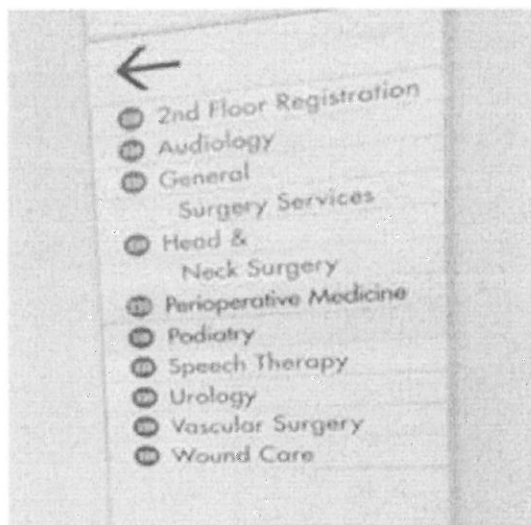 2nd Floor Registration
Audiology
General
Surgery Services
Head &
Neck Surgery
Perioperative Medicine
Podiatry
Speech Therapy
Urology
Vascular Surgery
Wound Care